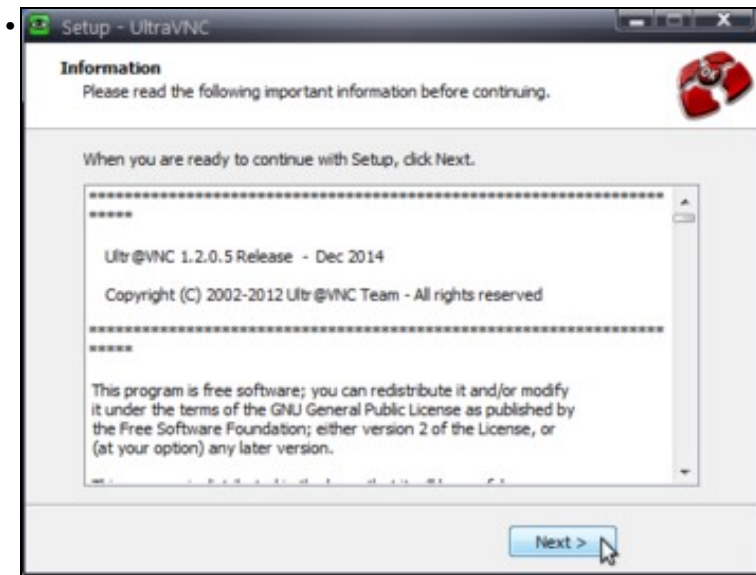 Setup - UltraVNC
Information
Please read the following important information before continuing.
When you are ready to continue with Setup, click Next.
*****************************************************************
*****
Ultr@VNC 1.2.0.5 Release - Dec 2014
Copyright (C) 2002-2012 Ultr@VNC Team - All rights reserved
*****************************************************************
*****
This program is free software; you can redistribute it and/or modify
it under the terms of the GNU General Public License as published by
the Free Software Foundation; either version 2 of the License, or
(at your option) any later version.
Next >